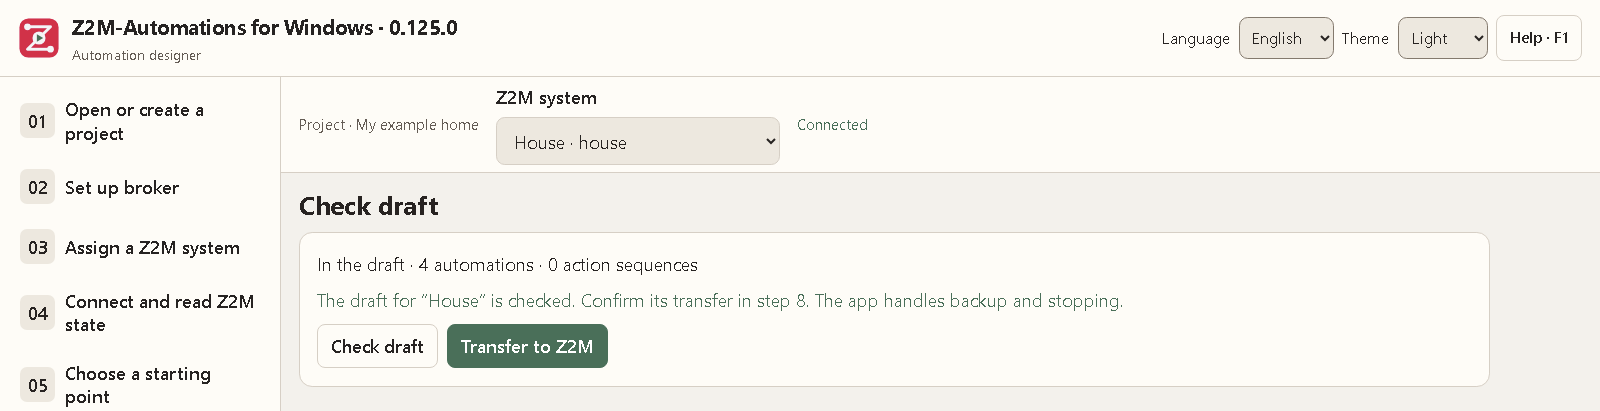 Z2M-Automations for Windows · 0.125.0
Automation designer
Language
English
Theme
Light
Help · F1
01
Open or create a
project
02
Set up broker
03
Assign a Z2M system
04
Connect and read Z2M
state
05
Choose a starting
point
Project · My example home
Z2M system
House · house
Connected
Check draft
In the draft · 4 automations · 0 action sequences
The draft for “House” is checked. Confirm its transfer in step 8. The app handles backup and stopping.
Check draft
Transfer to Z2M